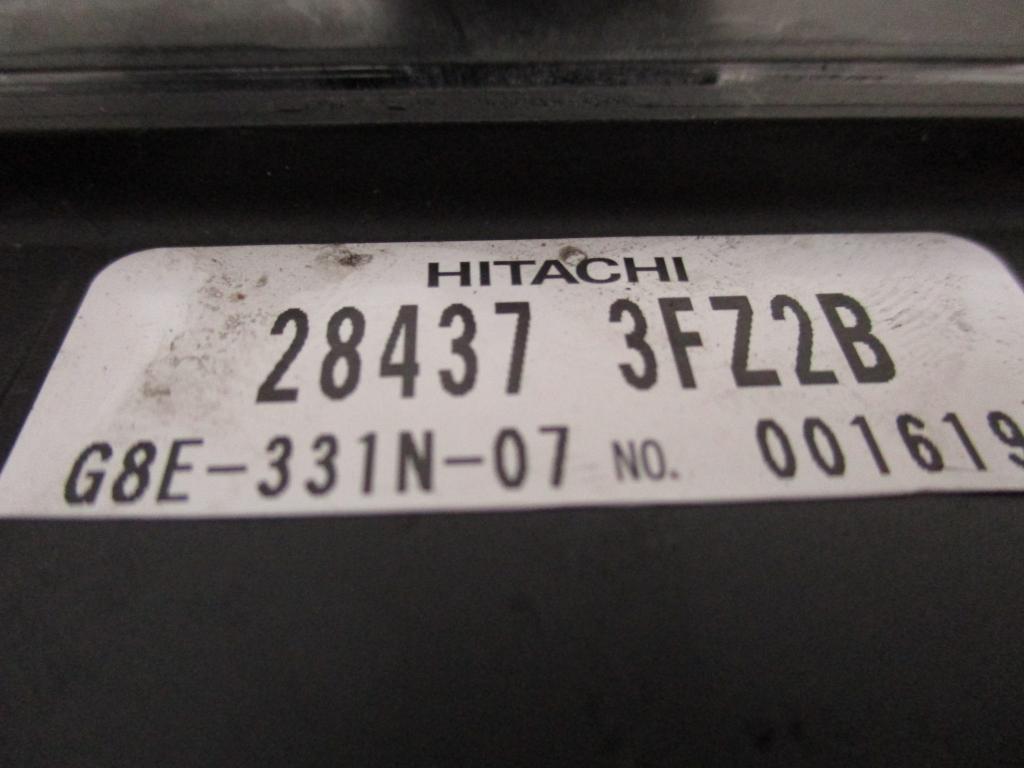 HITACHI
28437 3FZ2B
G8E-331N-07 NO. 001619